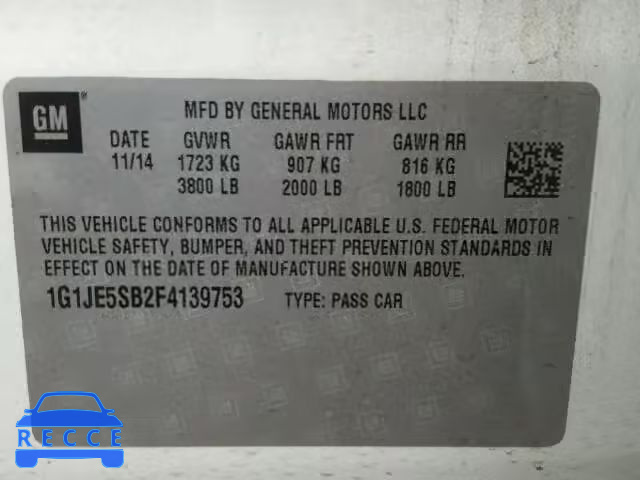 GM ®
MFD BY GENERAL MOTORS LLC
DATE GVWR GAWR FRT GAWR RR
11/14 1723 KG 907 KG 816 KG
3800 LB 2000 LB 1800 LB
THIS VEHICLE CONFORMS TO ALL APPLICABLE U.S. FEDERAL MOTOR
VEHICLE SAFETY, BUMPER, AND THEFT PREVENTION STANDARDS IN
EFFECT ON THE DATE OF MANUFACTURE SHOWN ABOVE.
1G1JE5SB2F4139753 TYPE: PASS CAR
RECCE